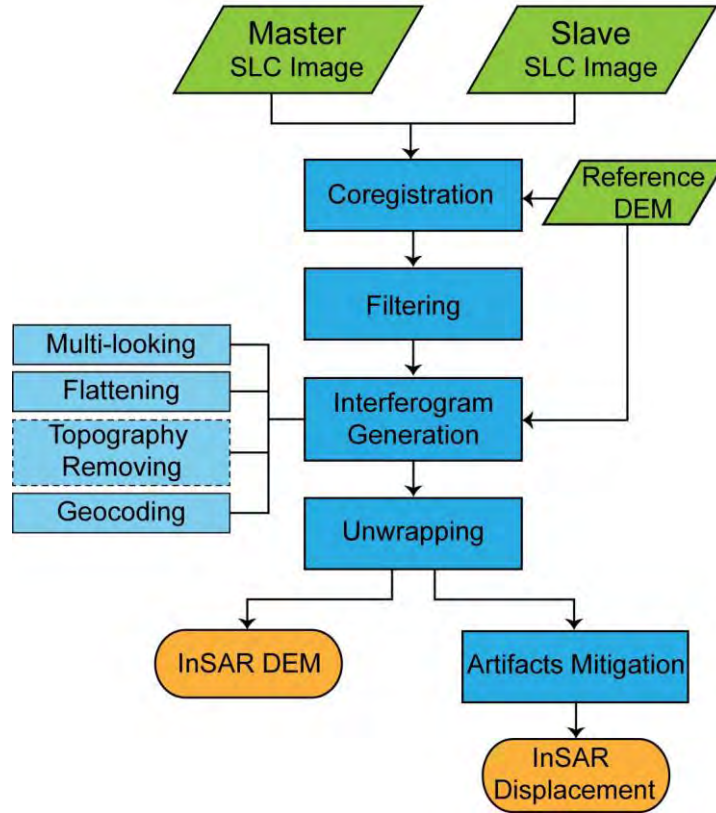 Master
SLC Image
Slave
SLC Image
Coregistration
Reference
DEM
Filtering
Multi-looking
Flattening
Topography
Removing
Geocoding
Interferogram
Generation
Unwrapping
InSAR DEM
Artifacts Mitigation
InSAR
Displacement